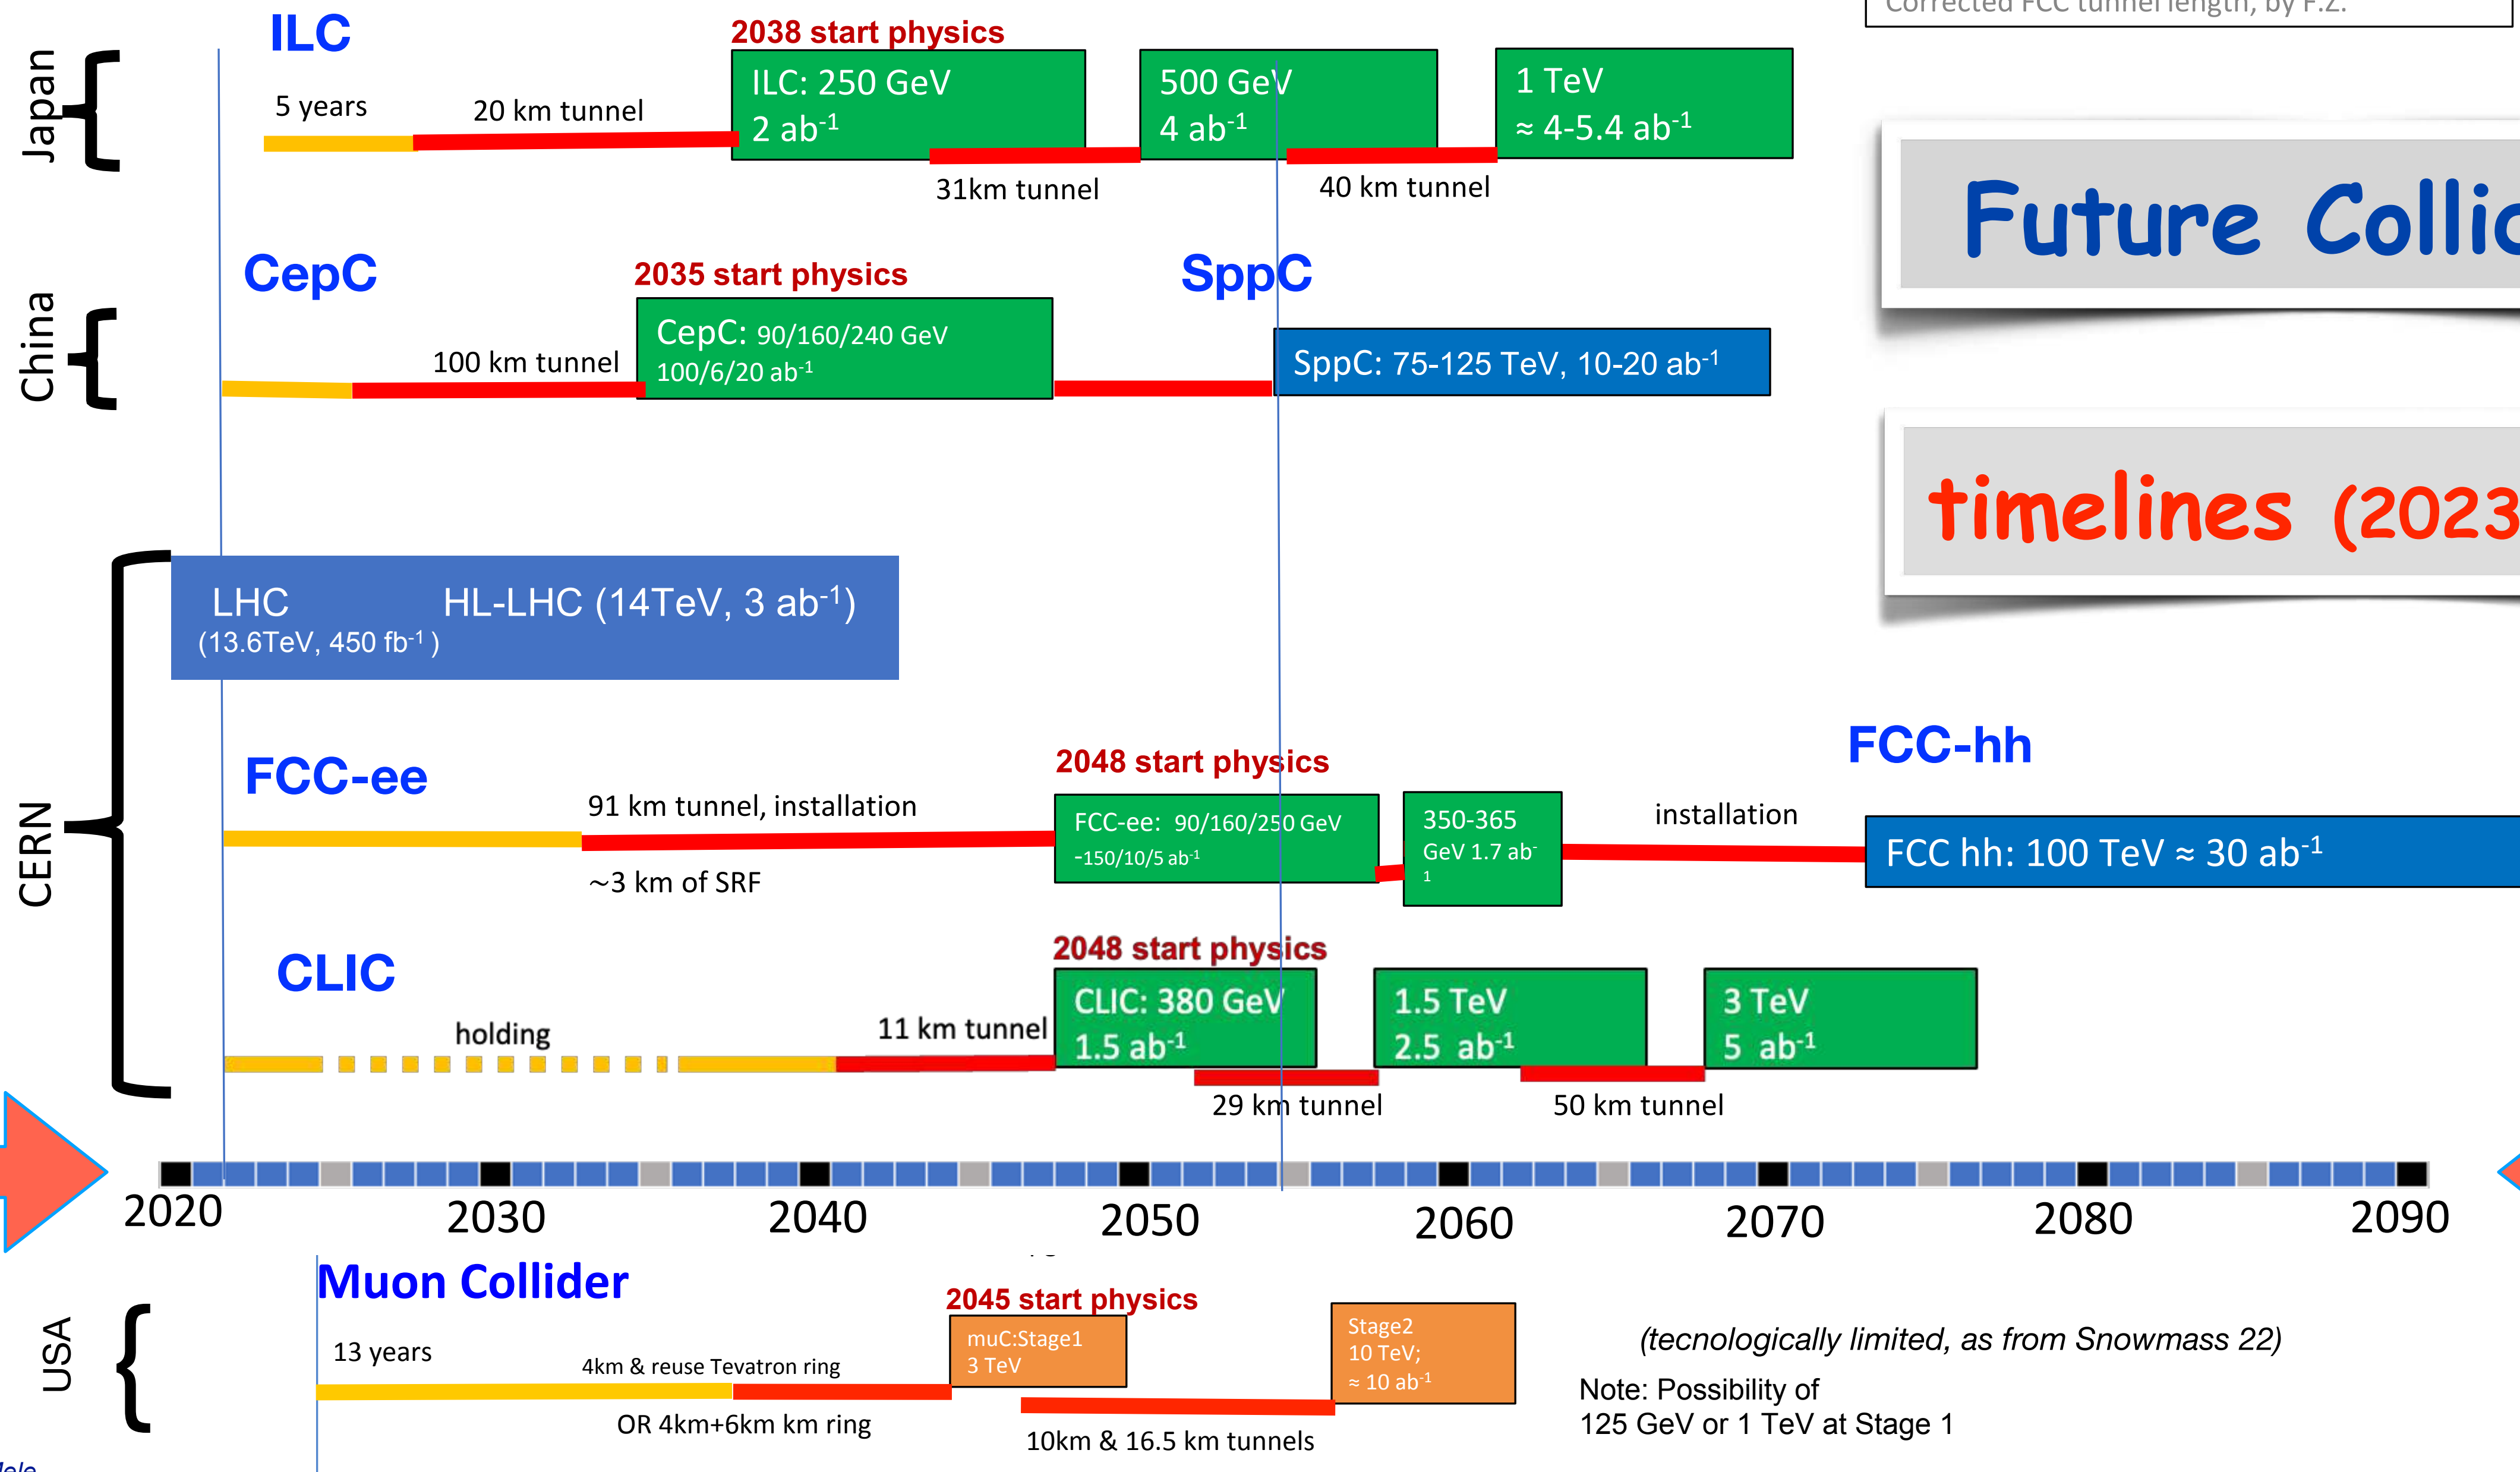 Corrected FCC tunnel length, by F.Z.
Japan
ILC
5 years
20 km tunnel
2038 start physics
ILC: 250 GeV
2 ab-1
31km tunnel
500 GeV
4 ab-1
40 km tunnel
1 TeV
≈ 4-5.4 ab-1
Future
timelines (2023
China
CepC
100 km tunnel
2035 start physics
CepC: 90/160/240 GeV
100/6/20 ab-1
SppC
SppC: 75-125 TeV, 10-20 ab-1
CERN
LHC
(13.6TeV, 450 fb-1 )
HL-LHC (14TeV, 3 ab-1)
FCC-ee
91 km tunnel, installation
~3 km of SRF
2048 start physics
FCC-ee: 90/160/250 GeV
-150/10/5 ab-1
350-365
GeV 1.7 ab-
1
installation
FCC-hh
FCC hh: 100 TeV ≈ 30 ab-1
CLIC
holding
11 km tunnel
2048 start physics
CLIC: 380 GeV
1.5 ab-1
29 km tunnel
1.5 TeV
2.5 ab-1
50 km tunnel
3 TeV
5 ab-1
2020 2030 2040 2050 2060 2070 2080 2090
USA
Muon Collider
13 years
4km & reuse Tevatron ring
OR 4km+6km km ring
2045 start physics
muC:Stage1
3 TeV
10km & 16.5 km tunnels
Stage2
10 TeV;
≈ 10 ab-1
(tecnologically limited, as from Snowmass 22)
Note: Possibility of
125 GeV or 1 TeV at Stage 1